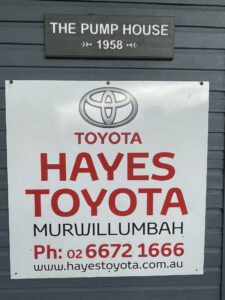 THE PUMP HOUSE
1958
TOYOTA
HAYES
TOYOTA
MURWILLUMBAH
Ph: 02 6672 1666
www.hayestoyota.com.au